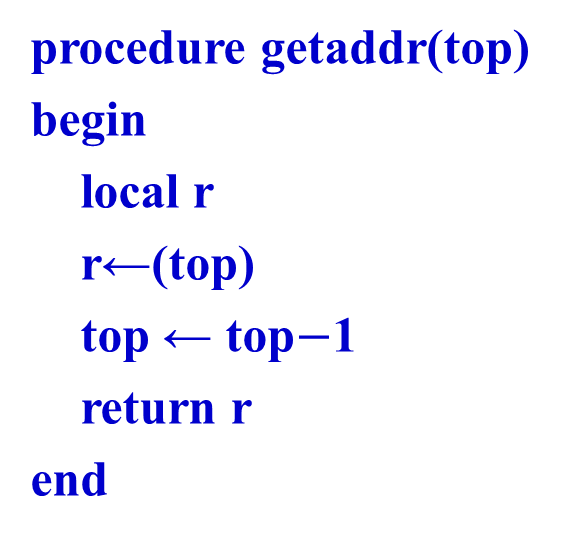 procedure getaddr(top)
begin
local r
r←(top)
top ← top−1
return r
end